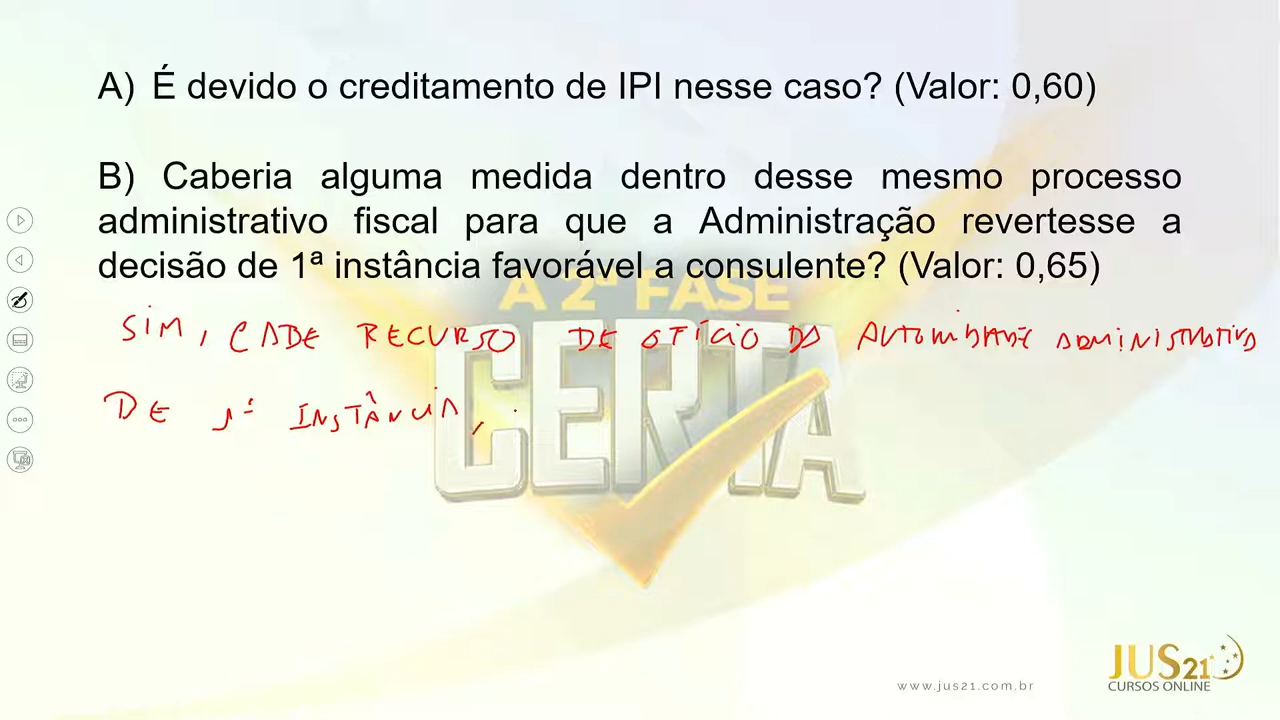 A) É devido o creditamento de IPI nesse caso? (Valor: 0,60)
B) Caberia alguma medida dentro desse mesmo processo
administrativo fiscal para que a Administração revertesse a
decisão de 1ª instância favorável a consulente? (Valor: 0,65)
A 2ª FASE
SIM, CABE RECURSO DE OFÍCIO DA AUTORIDADE ADMINISTRATIVA
DE 1ª INSTÂNCIA,
CERTA
JUS21
CURSOS ONLINE
www.jus21.com.br